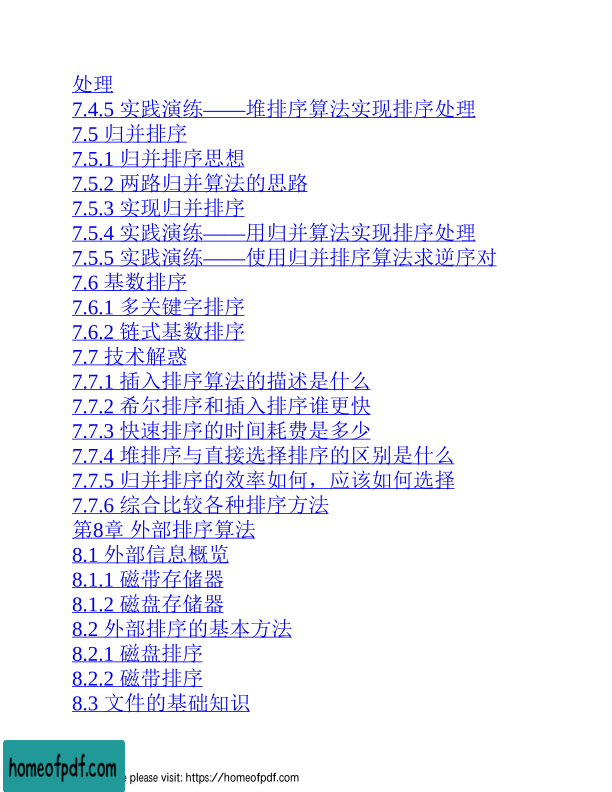 处理
7.4.5 实践演练——堆排序算法实现排序处理
7.5 归并排序
7.5.1 归并排序思想
7.5.2 两路归并算法的思路
7.5.3 实现归并排序
7.5.4 实践演练——用归并算法实现排序处理
7.5.5 实践演练——使用归并排序算法求逆序对
7.6 基数排序
7.6.1 多关键字排序
7.6.2 链式基数排序
7.7 技术解惑
7.7.1 插入排序算法的描述是什么
7.7.2 希尔排序和插入排序谁更快
7.7.3 快速排序的时间耗费是多少
7.7.4 堆排序与直接选择排序的区别是什么
7.7.5 归并排序的效率如何，应该如何选择
7.7.6 综合比较各种排序方法
第8章 外部排序算法
8.1 外部信息概览
8.1.1 磁带存储器
8.1.2 磁盘存储器
8.2 外部排序的基本方法
8.2.1 磁盘排序
8.2.2 磁带排序
8.3 文件的基础知识
homeofpdf.com
please visit: https://homeofpdf.com